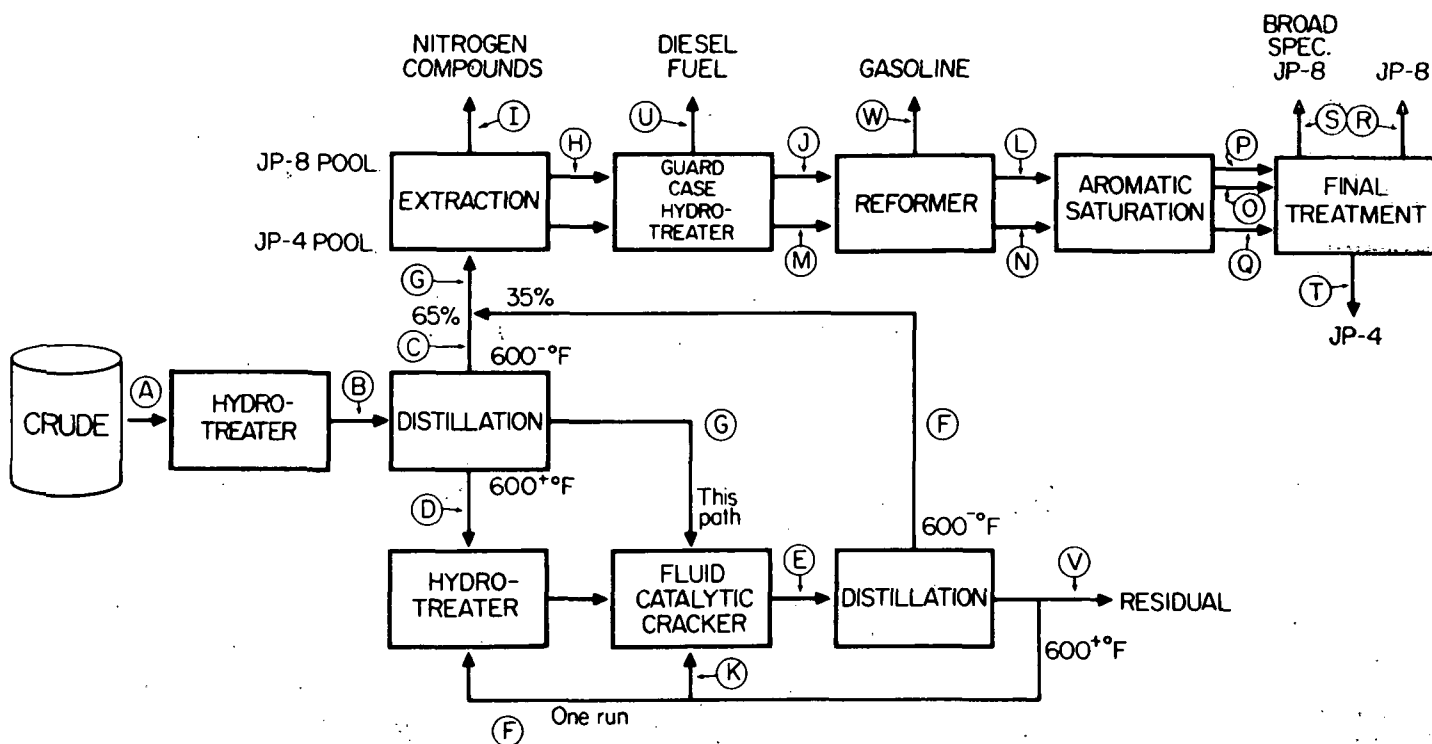 BROAD
SPEC.
JP-8
JP-8
NITROGEN
COMPOUNDS
DIESEL
FUEL
GASOLINE
I
U
W
S R
JP-8 POOL
H
J
L
P
EXTRACTION
GUARD
CASE
HYDRO-
TREATER
REFORMER
AROMATIC
SATURATION
O
FINAL
TREATMENT
JP-4 POOL
M
N
Q
G
T
65%
35%
JP-4
C
600⁻°F
CRUDE
A
HYDRO-
TREATER
B
DISTILLATION
G
F
600⁺°F
D
This
path
600⁻°F
HYDRO-
TREATER
FLUID
CATALYTIC
CRACKER
E
DISTILLATION
V
RESIDUAL
600⁺°F
K
F
One run